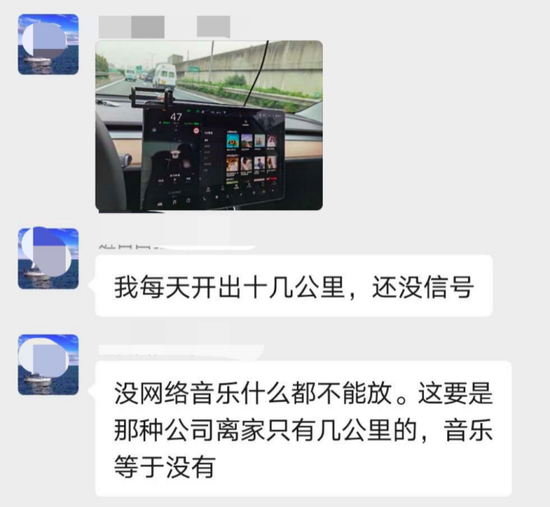 47
我每天开出十几公里，还没信号
没网络音乐什么都不能放。这要是
那种公司离家只有几公里的，音乐
等于没有